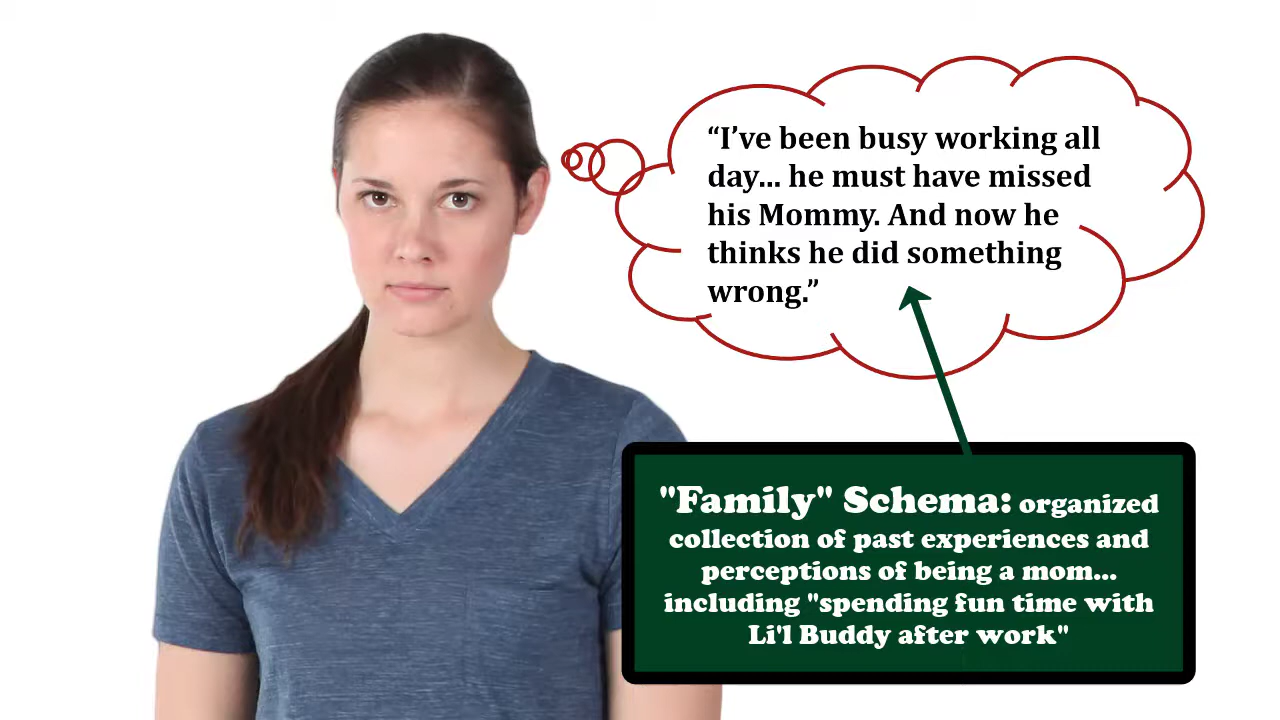 “I’ve been busy working all
day... he must have missed
his Mommy. And now he
thinks he did something
wrong.”
"Family" Schema: organized
collection of past experiences and
perceptions of being a mom...
including "spending fun time with
Li'l Buddy after work"